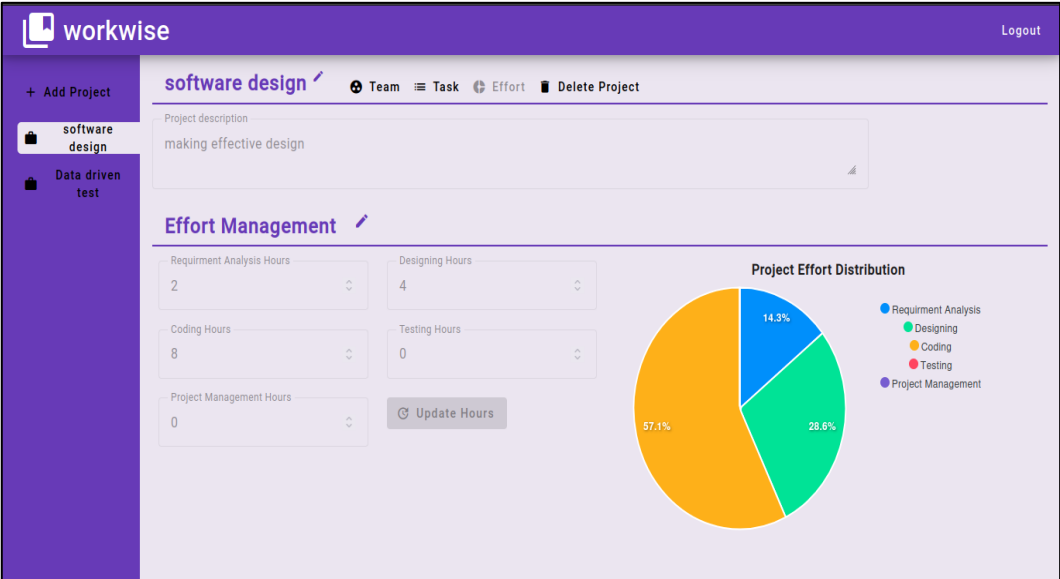 workwise
Logout
+ Add Project
software
design
Data driven
test
software design
Team
Task
Effort
Delete Project
Project description
making effective design
Effort Management
Requirment Analysis Hours
2
Designing Hours
4
Coding Hours
8
Testing Hours
0
Project Management Hours
0
Update Hours
Project Effort Distribution
14.3%
28.6%
57.1%
Requirment Analysis
Designing
Coding
Testing
Project Management